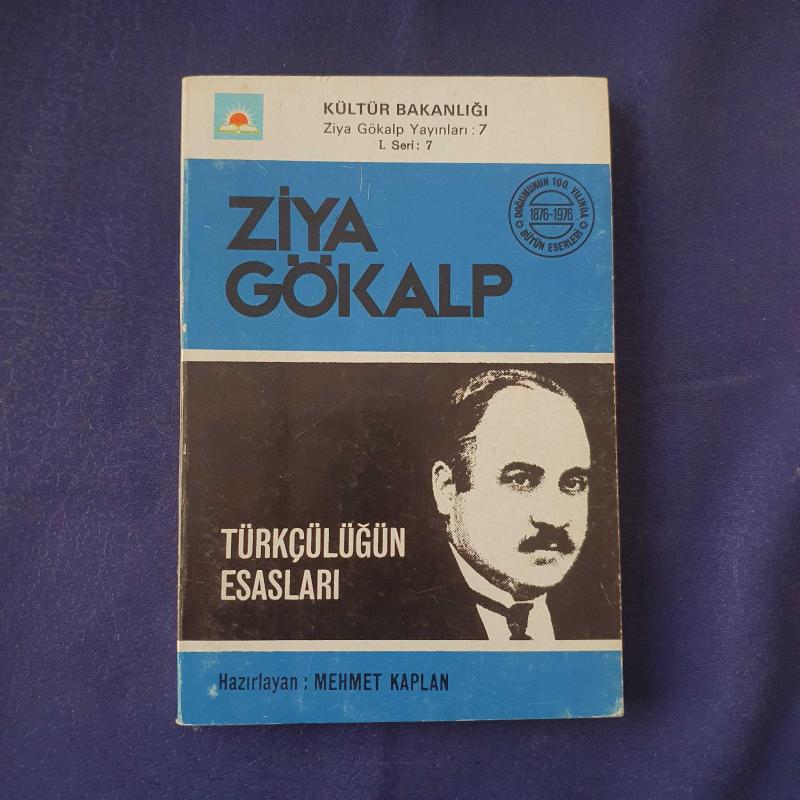 KÜLTÜR BAKANLIĞI
Ziya Gökalp Yayınları : 7
I. Seri : 7
DOĞUMUNUN 100. YILINDA
1876-1976
BÜTÜN ESERLERİ
ZİYA
GÖKALP
TÜRKÇÜLÜĞÜN
ESASLARI
Hazırlayan : MEHMET KAPLAN